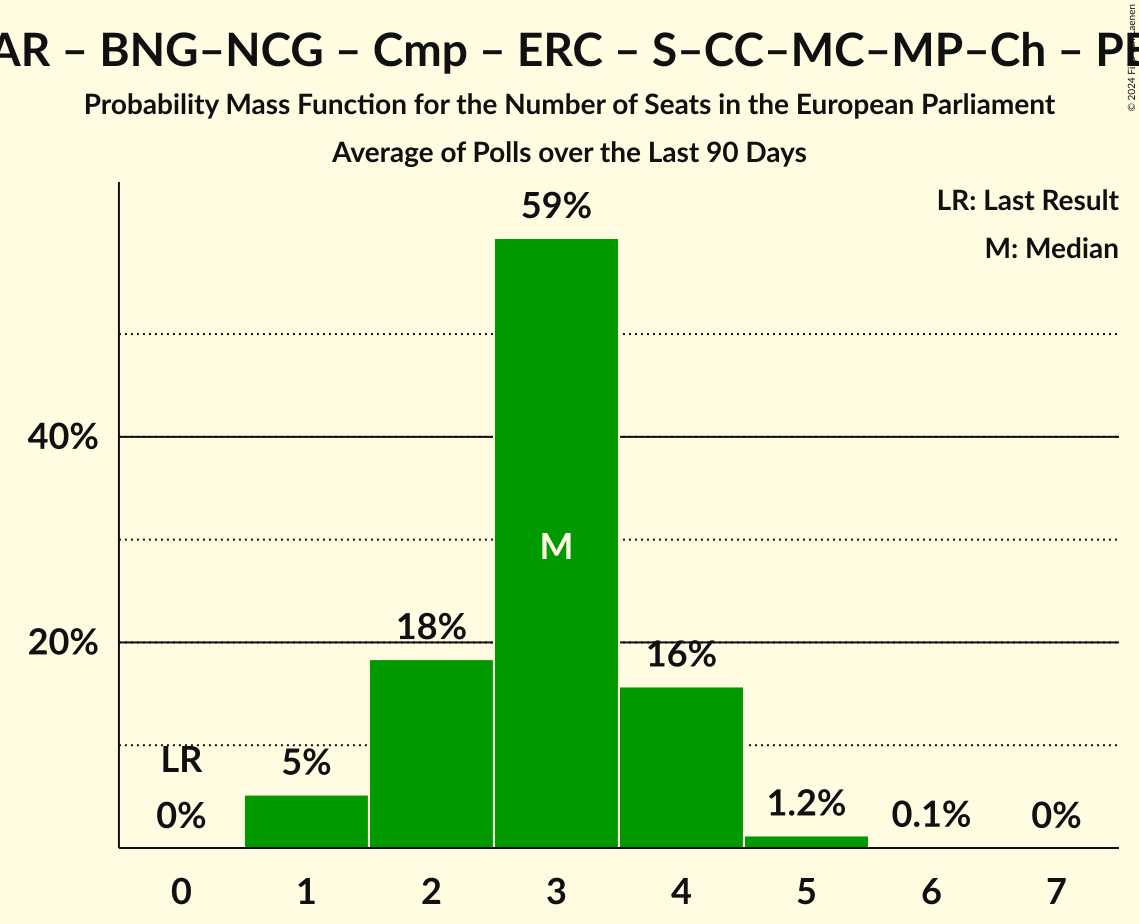 AR – BNG–NCG – Cmp – ERC – S–CC–MC–MP–Ch –
Probability Mass Function for the Number of Seats in the European Parliament
Average of Polls over the Last 90 Days
© 2024
LR: Last Result
M: Median
59%
40%
M
18%
20%
16%
LR
5%
0%
1.2%
0.1%
0%
0 1 2 3 4 5 6 7